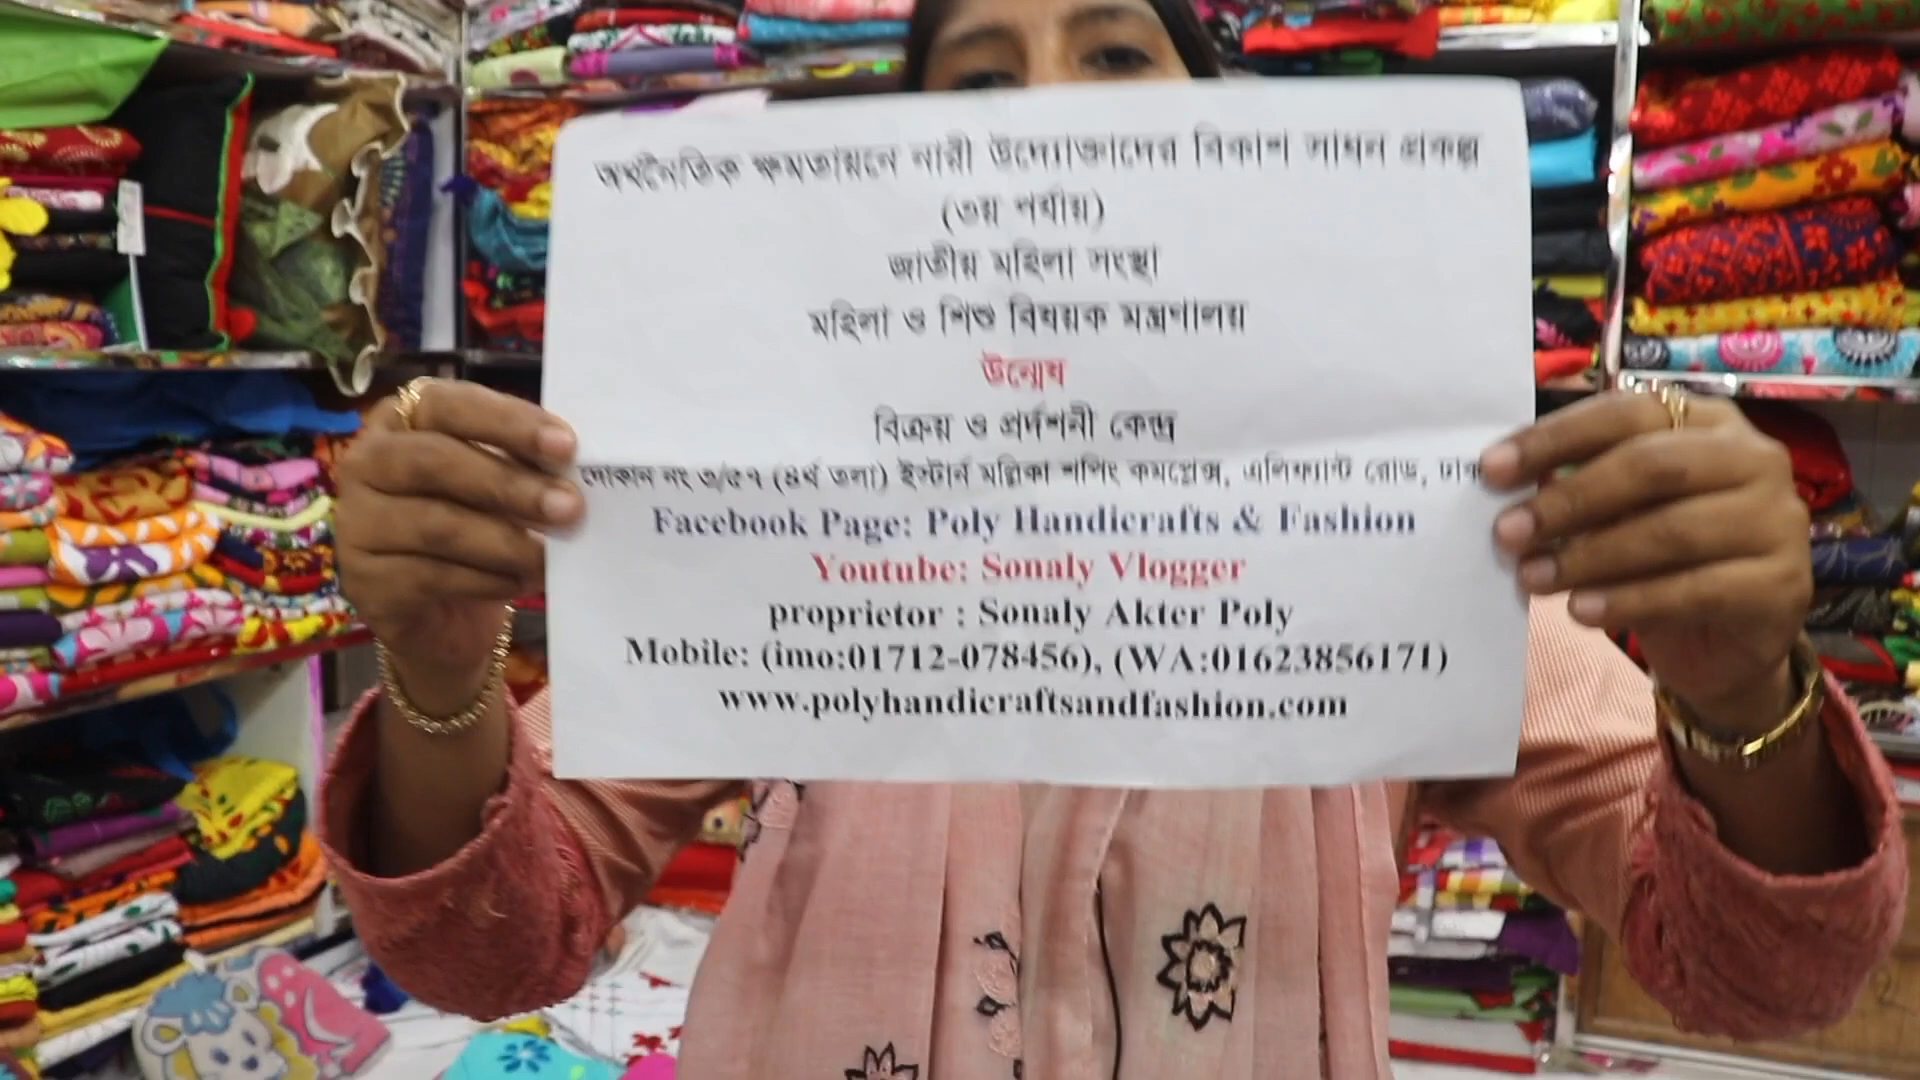 অর্থনৈতিক ক্ষমতায়নে নারী উদ্যোক্তাদের বিকাশ সাধন প্রকল্প
(৩য় পর্যায়)
জাতীয় মহিলা সংস্থা
মহিলা ও শিশু বিষয়ক মন্ত্রণালয়
উন্মেষ
বিক্রয় ও প্রর্দশনী কেন্দ্র
দোকান নং ৩/৫৭ (৪র্থ তলা) ইস্টার্ন মল্লিকা শপিং কমপ্লেক্স, এলিফ্যান্ট রোড, ঢাক
Facebook Page: Poly Handicrafts & Fashion
Youtube: Sonaly Vlogger
proprietor : Sonaly Akter Poly
Mobile: (imo:01712-078456), (WA:01623856171)
www.polyhandicraftsandfashion.com